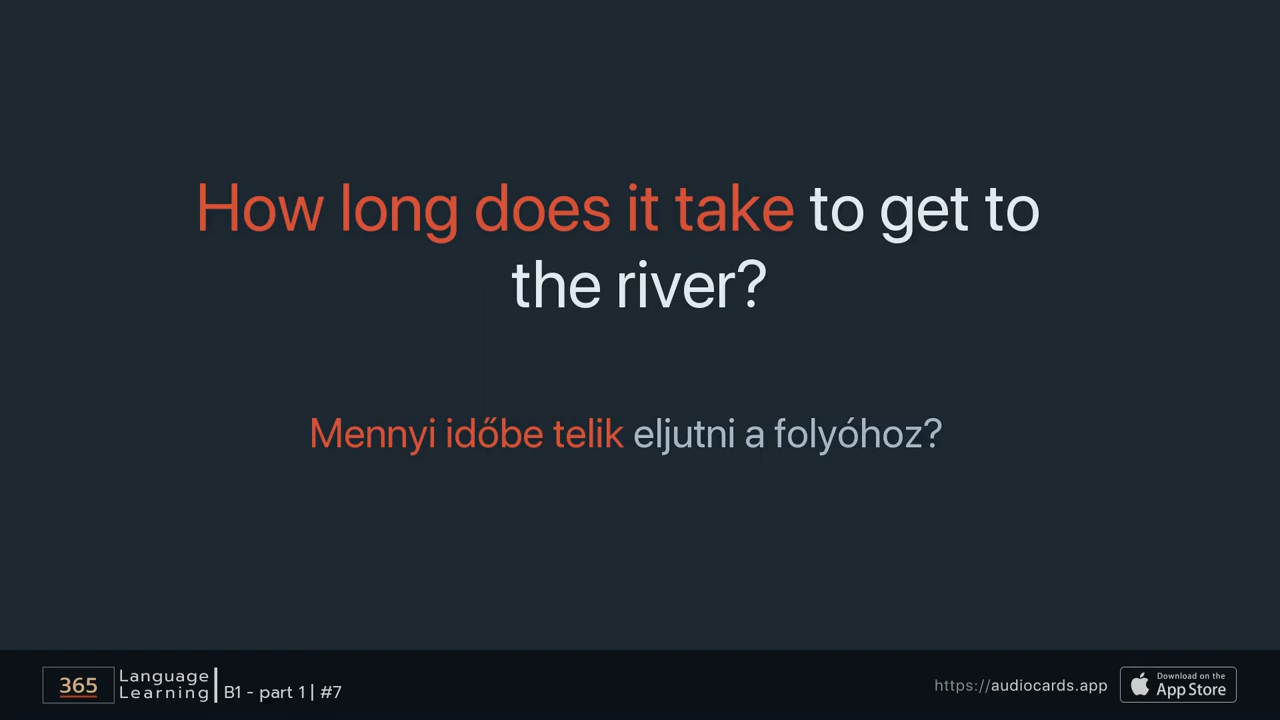 How long does it take to get to
the river?
Mennyi időbe telik eljutni a folyóhoz?
365
Language
Learning
B1 - part 1 | #7
https://audiocards.app
Download on the
App Store